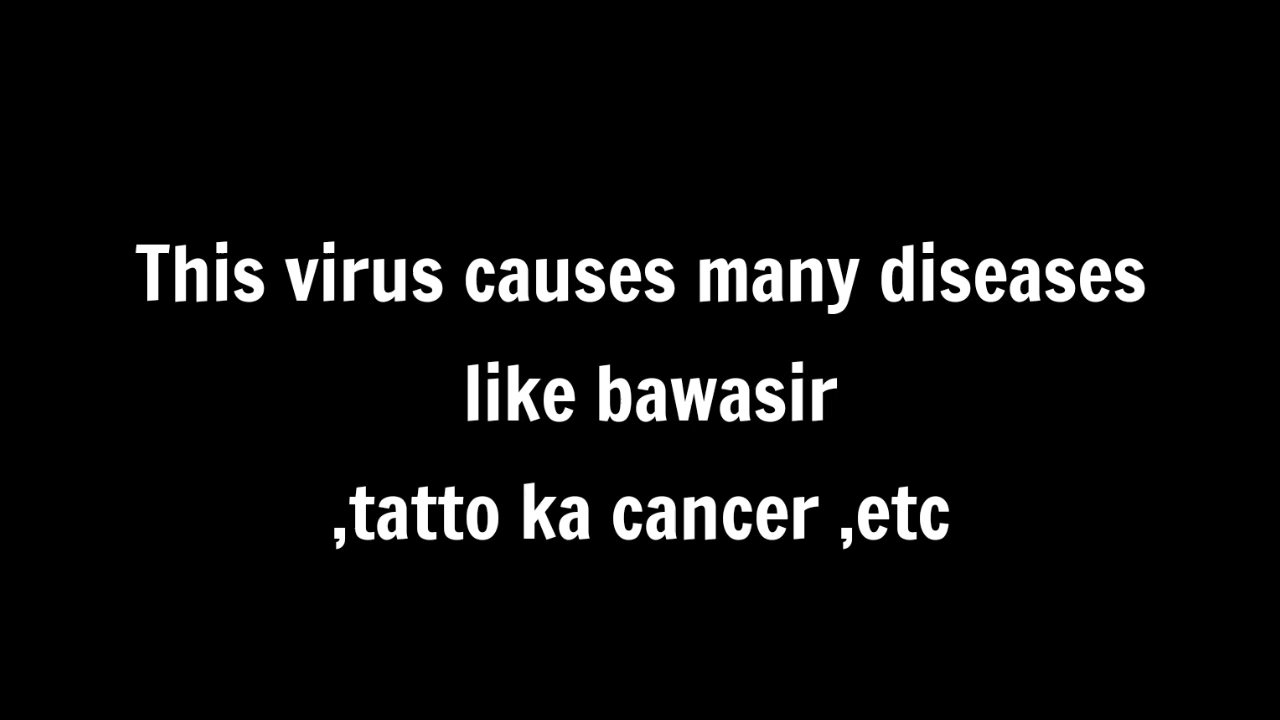 This virus causes many diseases
like bawasir
,tatto ka cancer ,etc